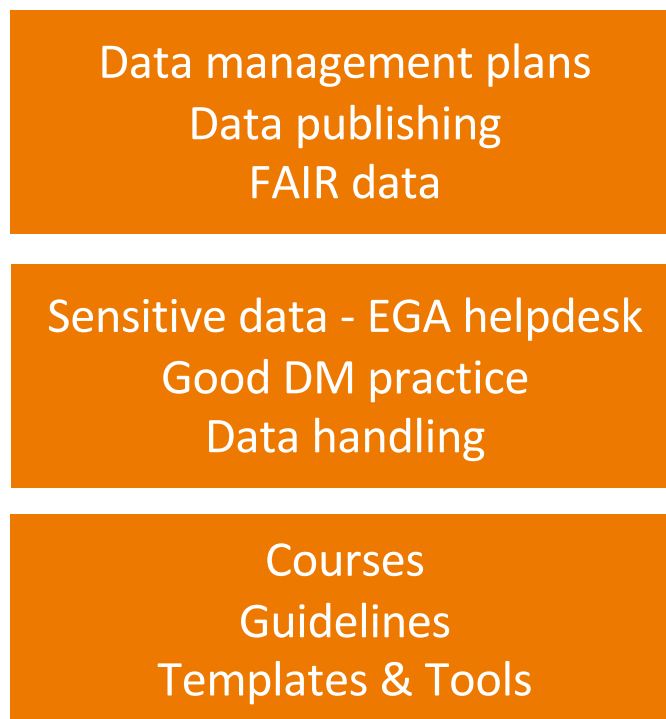 Data management plans
Data publishing
FAIR data
Sensitive data - EGA helpdesk
Good DM practice
Data handling
Courses
Guidelines
Templates & Tools